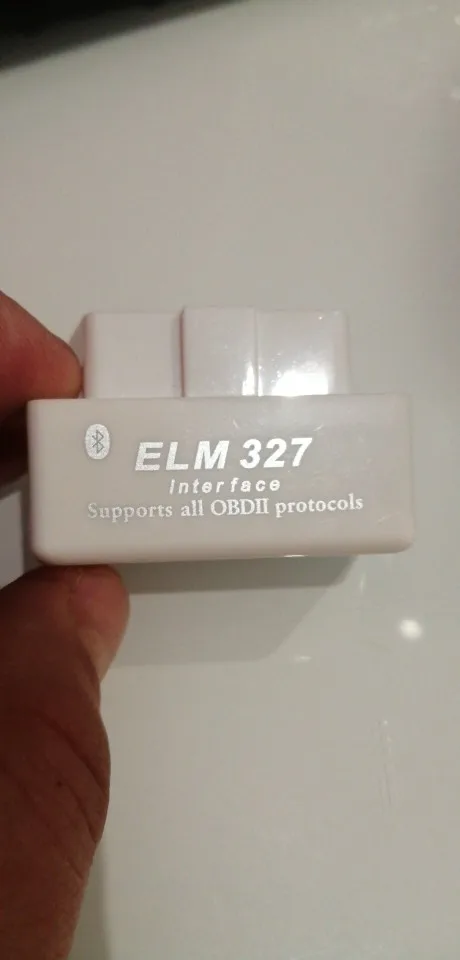 ELM 327
Interface
Supports all OBDII protocols